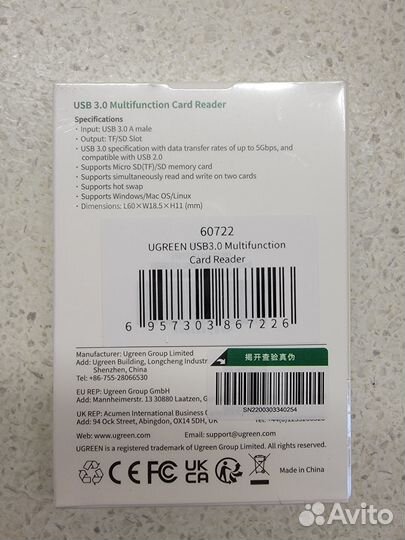 USB 3.0 Multifunction Card Reader
Specifications
• Input: USB 3.0 A male
• Output: TF/SD Slot
• USB 3.0 specification with data transfer rates of up to 5Gbps, and
compatible with USB 2.0
• Supports Micro SD(TF)/SD memory card
• Supports simultaneously read and write on two cards
• Supports hot swap
• Supports Windows/Mac OS/Linux
• Dimensions: L60×W18.5×H11 (mm)
60722
UGREEN USB3.0 Multifunction
Card Reader
6 957303 867226
Manufacturer: Ugreen Group Limited
Add: Ugreen Building, Longcheng
Shenzhen, China
Tel: +86-755-28066530
揭开查验真伪
SN2200303340254
EU REP: Ugreen Group GmbH
Add: Mannheimerstr. 13 30880 Laatzen,
UK REP: Acumen International Business
Add: 94 Ock Street, Abingdon, OX14 5DH,
www.ugreen.com Email: support@ugreen.com
UGREEN is a registered trademark of Ugreen Group Limited. All rights reserved.
CE FC UK CA
Made in China
Avito